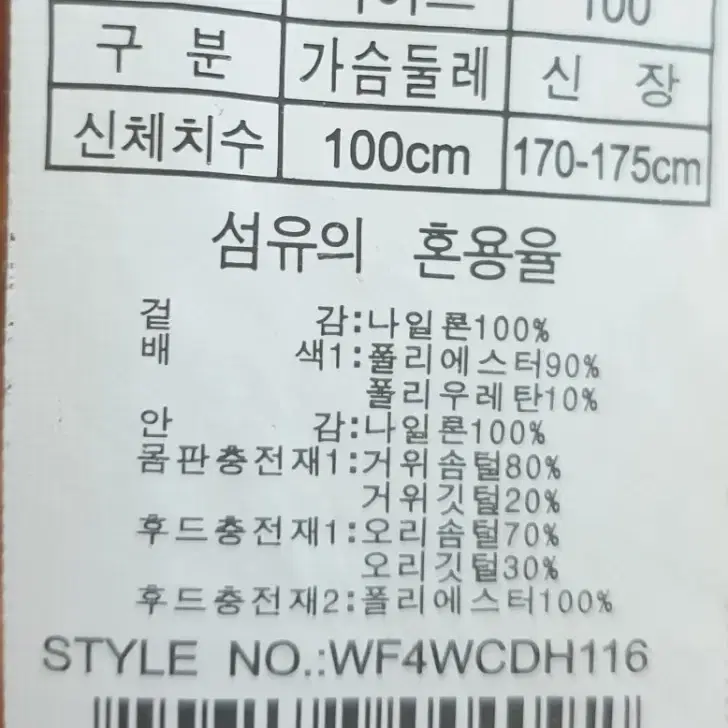 100
구 분 가슴둘레 신 장
신체치수 100cm 170-175cm
섬유의 혼용율
겉 감:나일론100%
배 색1:폴리에스터90%
폴리우레탄10%
안 감:나일론100%
몸판충전재1:거위솜털80%
거위깃털20%
후드충전재1:오리솜털70%
오리깃털30%
후드충전재2:폴리에스터100%
STYLE NO.:WF4WCDH116